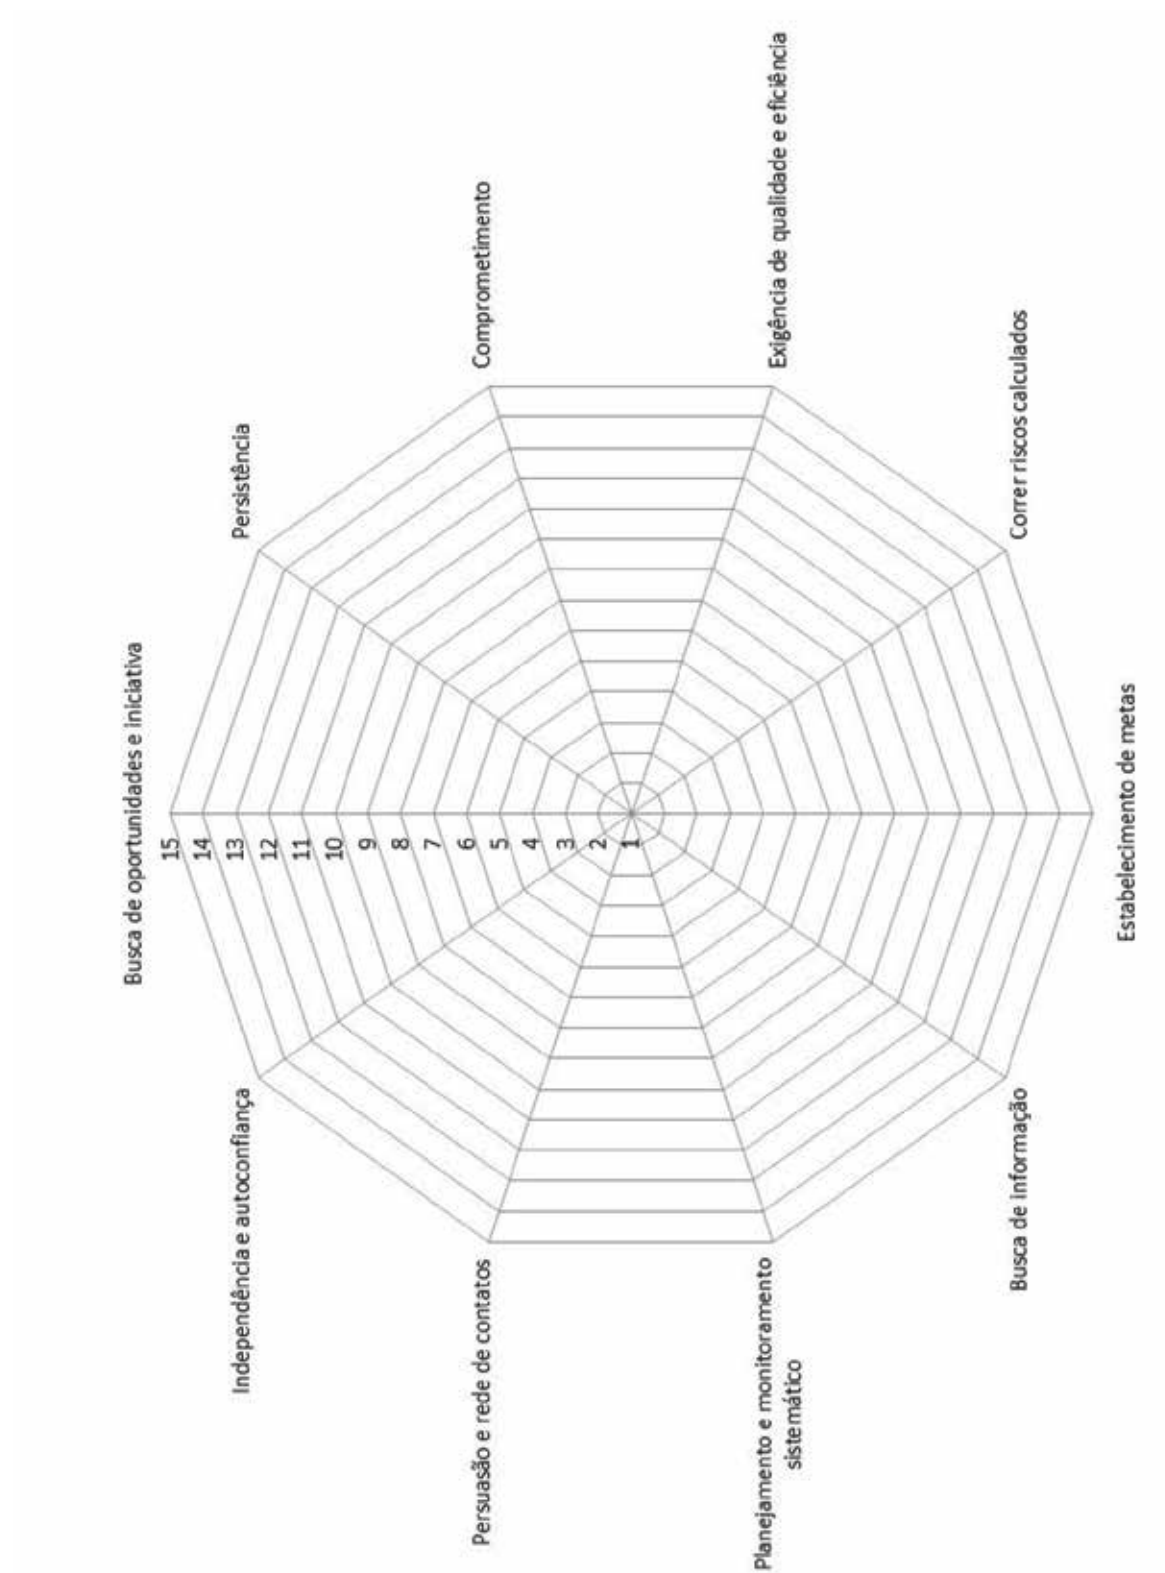 Busca de oportunidades e iniciativa
15
14
13
12
11
10
9
8
7
6
5
4
3
2
1
Persistência
Comprometimento
Exigência de qualidade e eficiência
Correr riscos calculados
Estabelecimento de metas
Busca de informação
Planejamento e monitoramento
sistemático
Persuasão e rede de contatos
Independência e autoconfiança